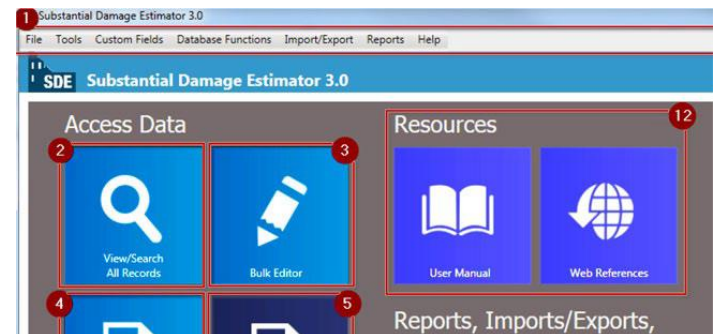 1
Substantial Damage Estimator 3.0
File Tools Custom Fields Database Functions Import/Export Reports Help
SDE Substantial Damage Estimator 3.0
Access Data
Resources
12
2
3
View/Search
All Records
Bulk Editor
User Manual
Web References
4
5
Reports, Imports/Exports,